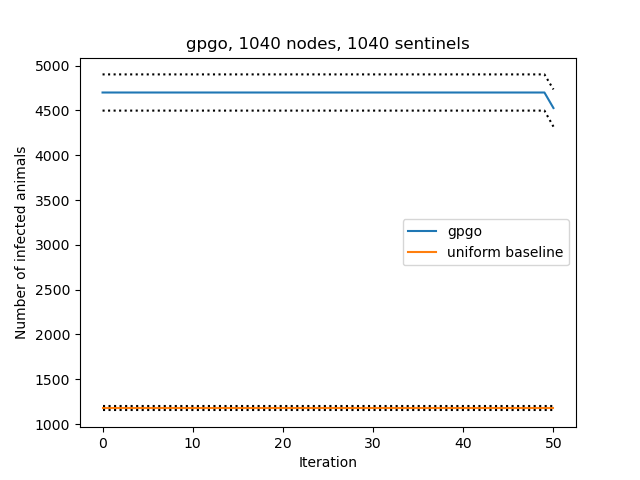 gpgo, 1040 nodes, 1040 sentinels
5000
4500
4000
3500
3000
2500
2000
1500
1000
Number of infected animals
gpgo
uniform baseline
0 10 20 30 40 50
Iteration